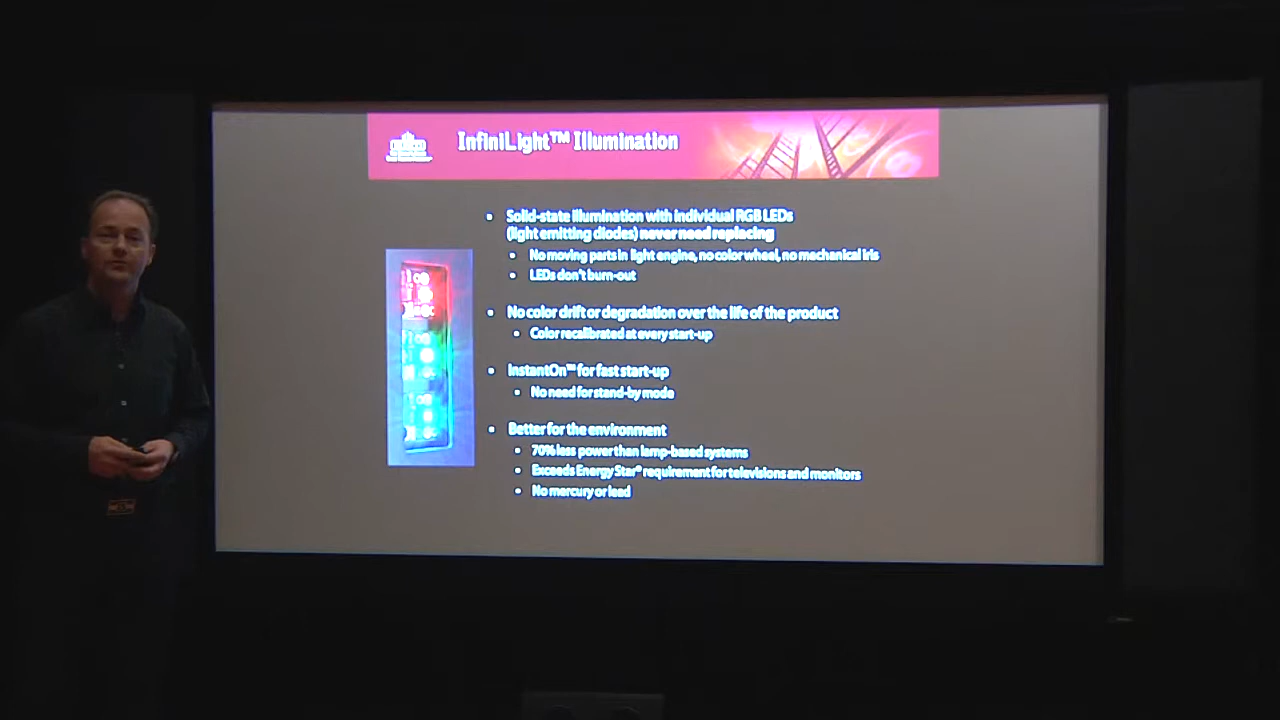 InfiniLight™ Illumination
• Solid-state illumination with individual RGB LEDs
(light emitting diodes) never need replacing
• No moving parts in light engine, no color wheel, no mechanical iris
• LEDs don't burn-out
• No color drift or degradation over the life of the product
• Color recalibrated at every start-up
• InstantOn™ for fast start-up
• No need for stand-by mode
• Better for the environment
• 70% less power than lamp-based systems
• Exceeds Energy Star® requirement for televisions and monitors
• No mercury or lead